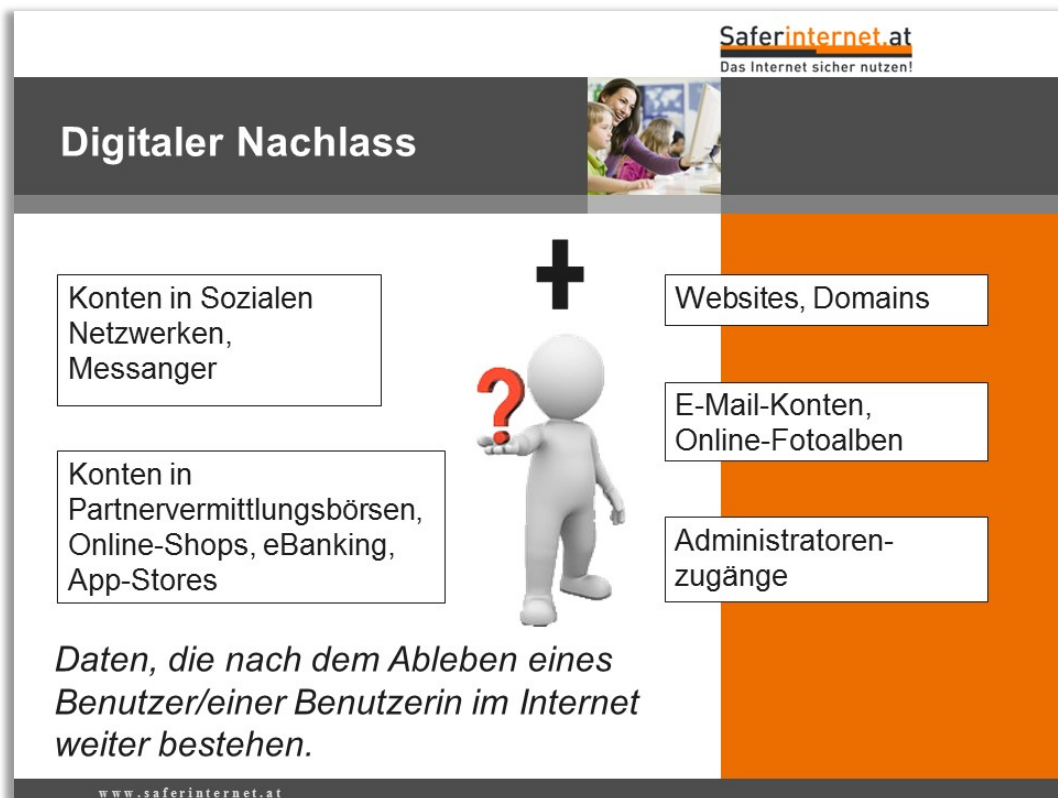 Saferinternet.at
Das Internet sicher nutzen!
Digitaler Nachlass
Konten in Sozialen
Netzwerken,
Messanger
Konten in
Partnervermittlungsbörsen,
Online-Shops, eBanking,
App-Stores
Websites, Domains
E-Mail-Konten,
Online-Fotoalben
Administratoren-
zugänge
?
Daten, die nach dem Ableben eines
Benutzer/einer Benutzerin im Internet
weiter bestehen.
www.saferinternet.at